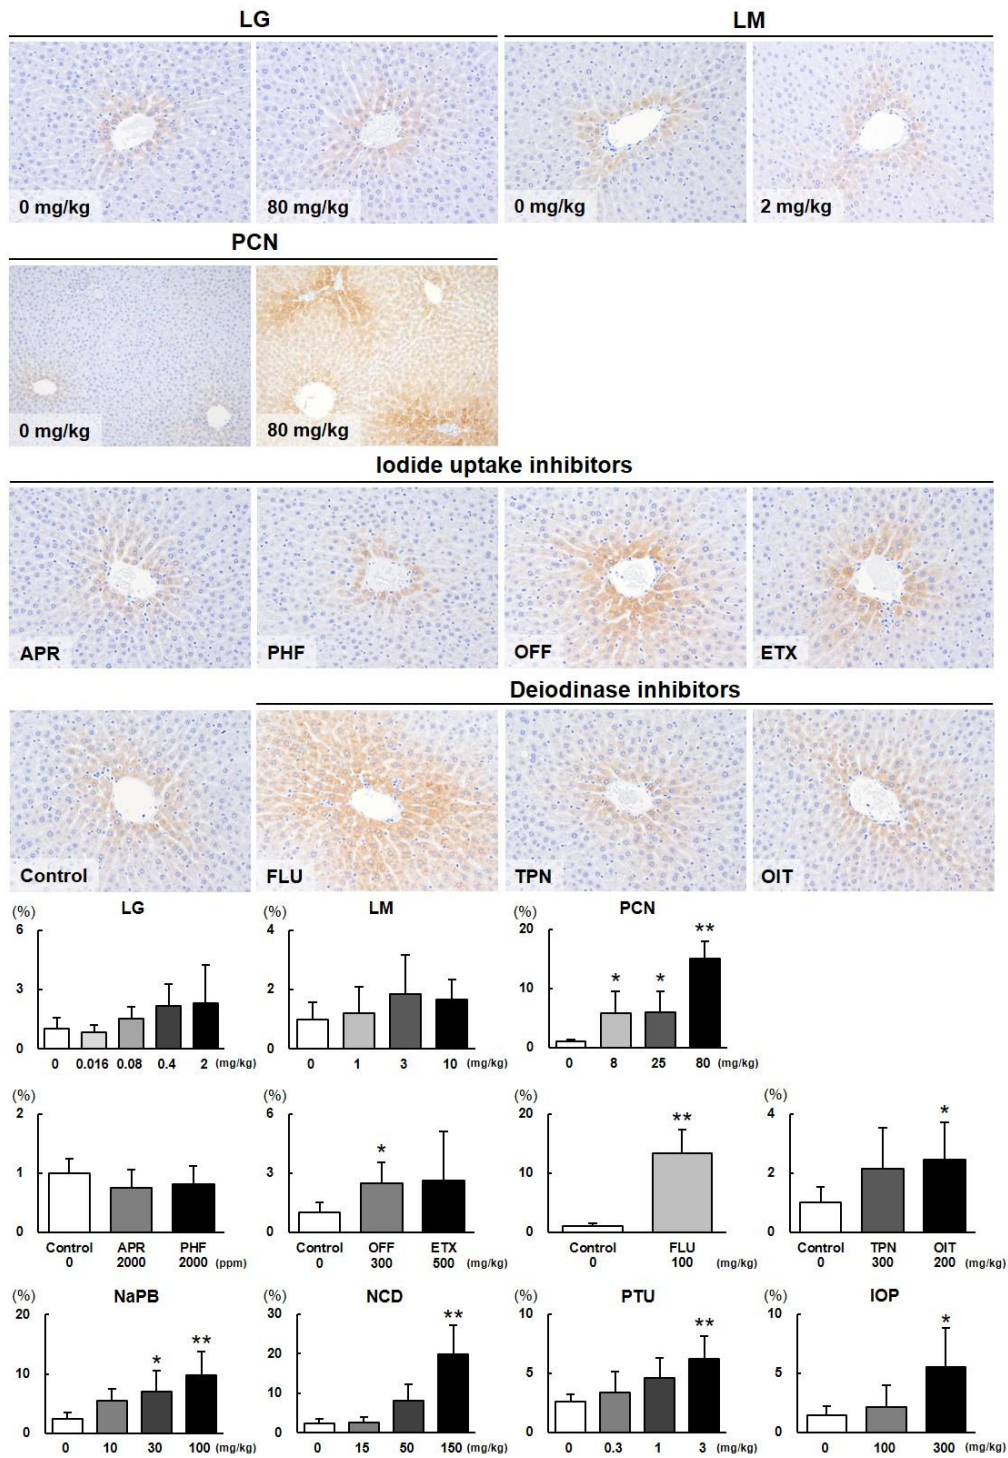 LG LM
0 mg/kg 80 mg/kg 0 mg/kg 2 mg/kg
PCN
0 mg/kg 80 mg/kg
Iodide uptake inhibitors
APR PHF OFF ETX
Deiodinase inhibitors
Control FLU TPN OIT
(%) LG (%) LM (%) PCN
6 4 20
** 
* *
3 2 10
0 0 0
0 0.016 0.08 0.4 2 (mg/kg) 0 1 3 10 (mg/kg) 0 8 25 80 (mg/kg)
(%) (%) (%) (%)
2 6 20 4
* ** *
1 3 10 2
0 0 0 0
Control APR PHF Control OFF ETX Control FLU Control TPN OIT
0 2000 2000 (ppm) 0 300 500 (mg/kg) 0 100 (mg/kg) 0 300 200 (mg/kg)
(%) NaPB (%) NCD (%) PTU (%) IOP
20 30 10 10
* ** ** ** *
20
10 5 5
10
0 0 0 0
0 10 30 100 (mg/kg) 0 15 50 150 (mg/kg) 0 0.3 1 3 (mg/kg) 0 100 300 (mg/kg)